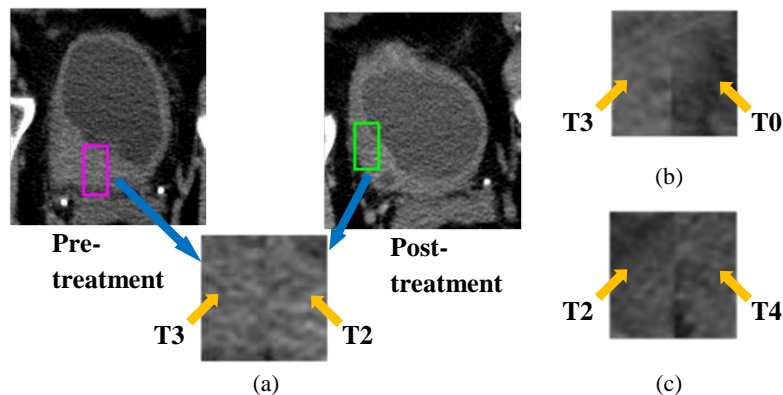 Pre-
treatment
Post-
treatment
T3
T2
(a)
T3
T0
(b)
T2
T4
(c)